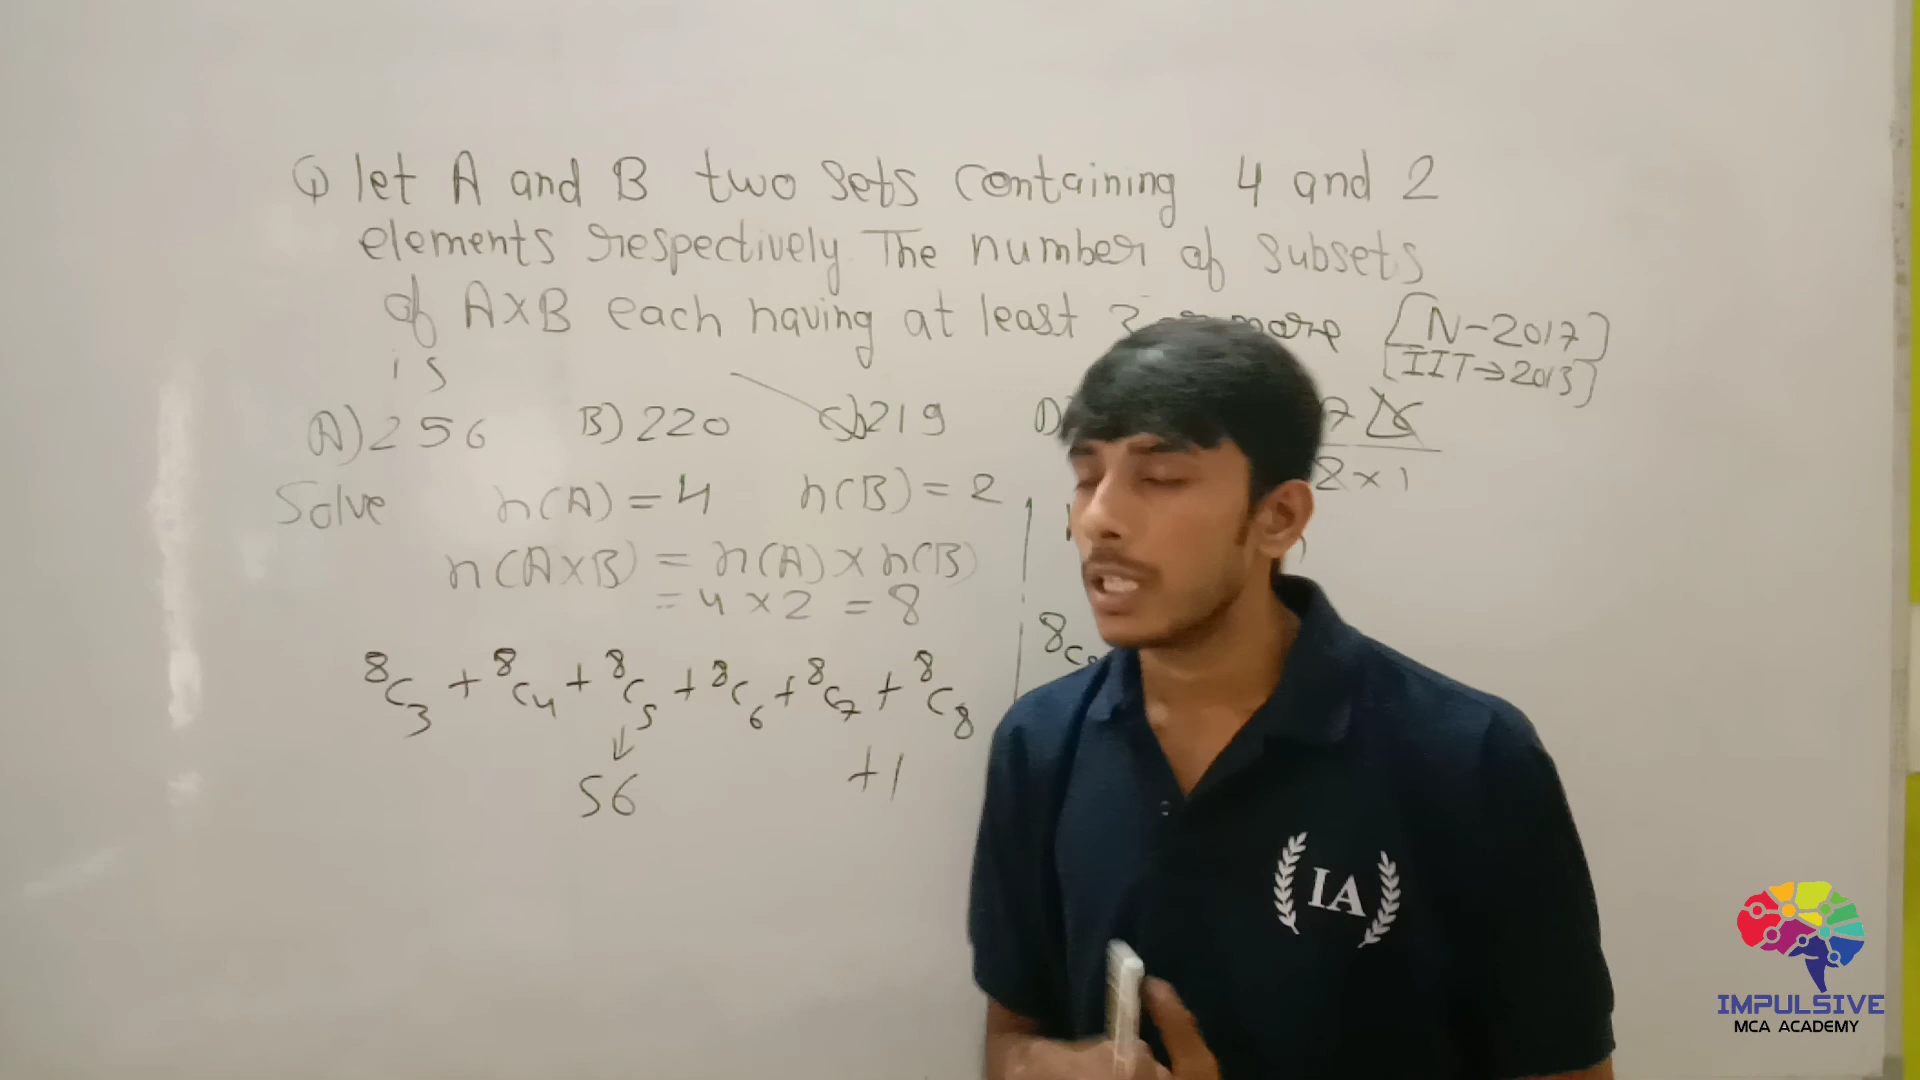 Q let A and B two sets containing 4 and 2
elements respectively The number of subsets
of A×B each having at least 3 or more [N-2017]
is [IIT→2013]
A) 256 B) 220 C) 219 D)
7
2 × 1
Solve n(A) = 4 n(B) = 2
n(A×B) = n(A) × n(B)
= 4 × 2 = 8
⁸C₃ + ⁸C₄ + ⁸C₅ + ⁸C₆ + ⁸C₇ + ⁸C₈
↓
56 +1
IA
IMPULSIVE
MCA ACADEMY